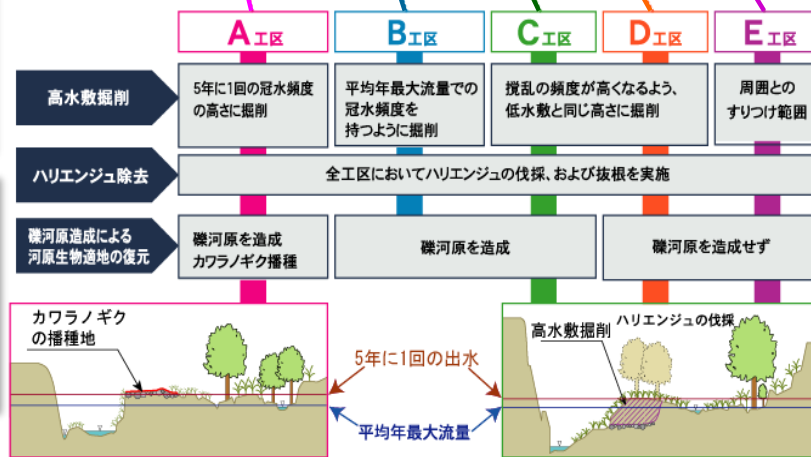 A工区
B工区
C工区
D工区
E工区
高水敷掘削
5年に1回の冠水頻度
の高さに掘削
平均年最大流量での
冠水頻度を
持つように掘削
撹乱の頻度が高くなるよう、
低水敷と同じ高さに掘削
周囲との
すりつけ範囲
ハリエンジュ除去
全工区においてハリエンジュの伐採、および抜根を実施
礫河原造成による
河原生物適地の復元
礫河原を造成
カワラノギク播種
礫河原を造成
礫河原を造成せず
カワラノギク
の播種地
5年に1回の出水
平均年最大流量
ハリエンジュの伐採
高水敷掘削